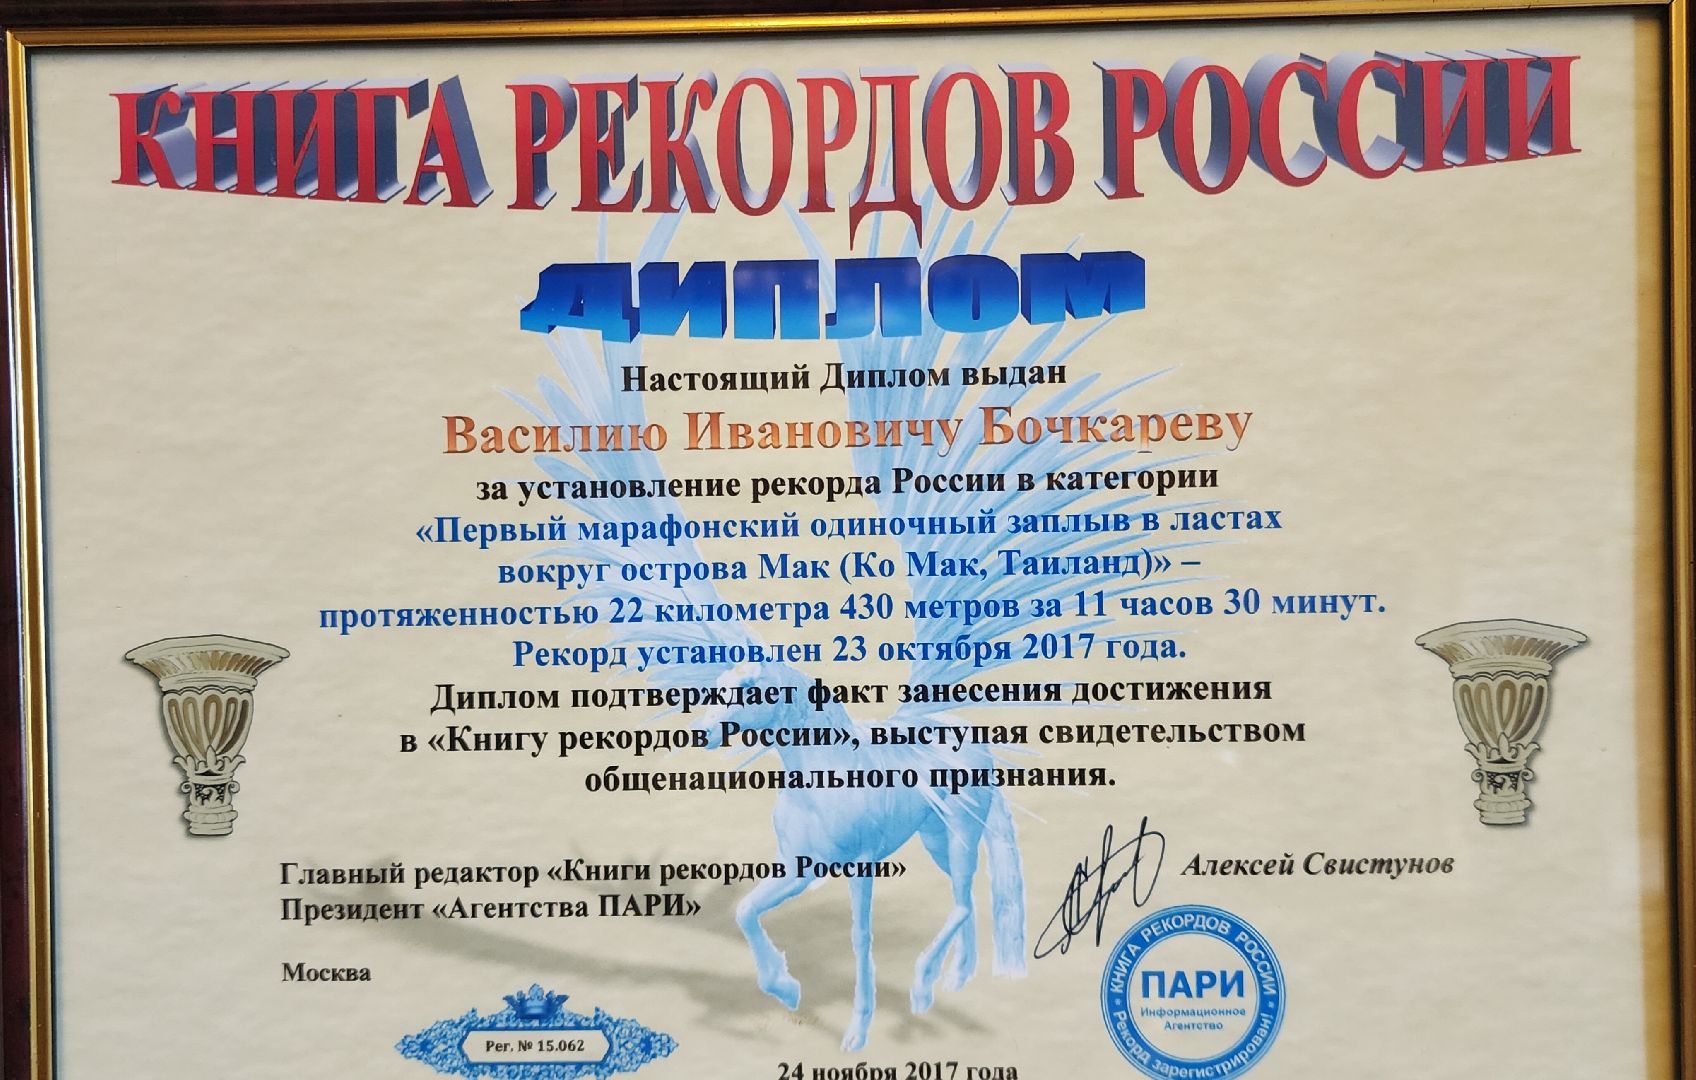 КНИГА РЕКОРДОВ РОССИИ
ДИПЛОМ
Настоящий Диплом выдан
Василию Ивановичу Бочкареву
за установление рекорда России в категории
«Первый марафонский одиночный заплыв в ластах
вокруг острова Мак (Ко Мак, Таиланд)» –
протяженностью 22 километра 430 метров за 11 часов 30 минут.
Рекорд установлен 23 октября 2017 года.
Диплом подтверждает факт занесения достижения
в «Книгу рекордов России», выступая свидетельством
общенационального признания.
Главный редактор «Книги рекордов России»
Президент «Агентства ПАРИ»
Алексей Свистунов
Москва
КНИГА РЕКОРДОВ РОССИИ
ПАРИ
Информационное
Агентство
Рекорд зарегистрирован!
Рег. № 15.062
24 ноября 2017 года